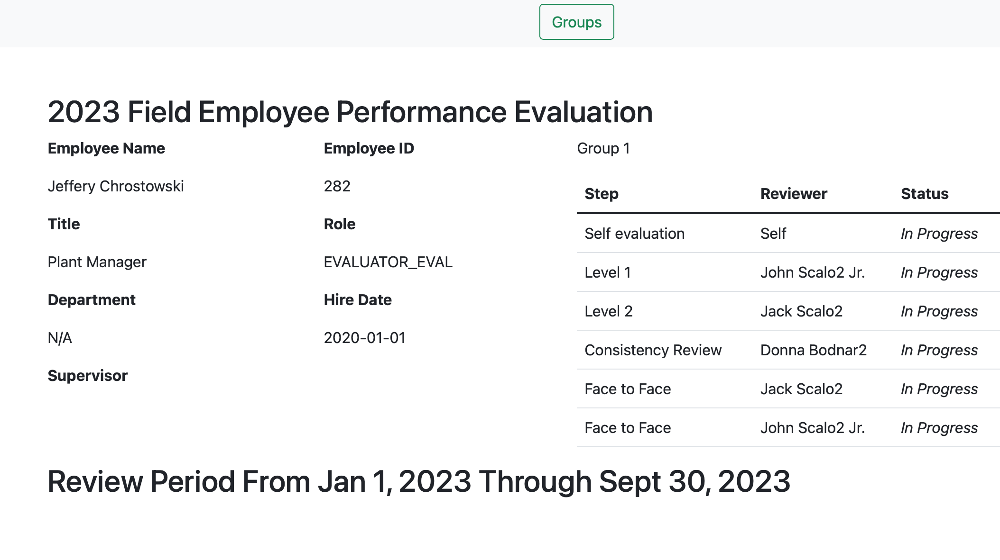 Groups
2023 Field Employee Performance Evaluation
Employee Name
Jeffery Chrostowski
Title
Plant Manager
Department
N/A
Supervisor
Employee ID
282
Role
EVALUATOR_EVAL
Hire Date
2020-01-01
Group 1
Step Reviewer Status
Self evaluation Self In Progress
Level 1 John Scalo2 Jr. In Progress
Level 2 Jack Scalo2 In Progress
Consistency Review Donna Bodnar2 In Progress
Face to Face Jack Scalo2 In Progress
Face to Face John Scalo2 Jr. In Progress
Review Period From Jan 1, 2023 Through Sept 30, 2023